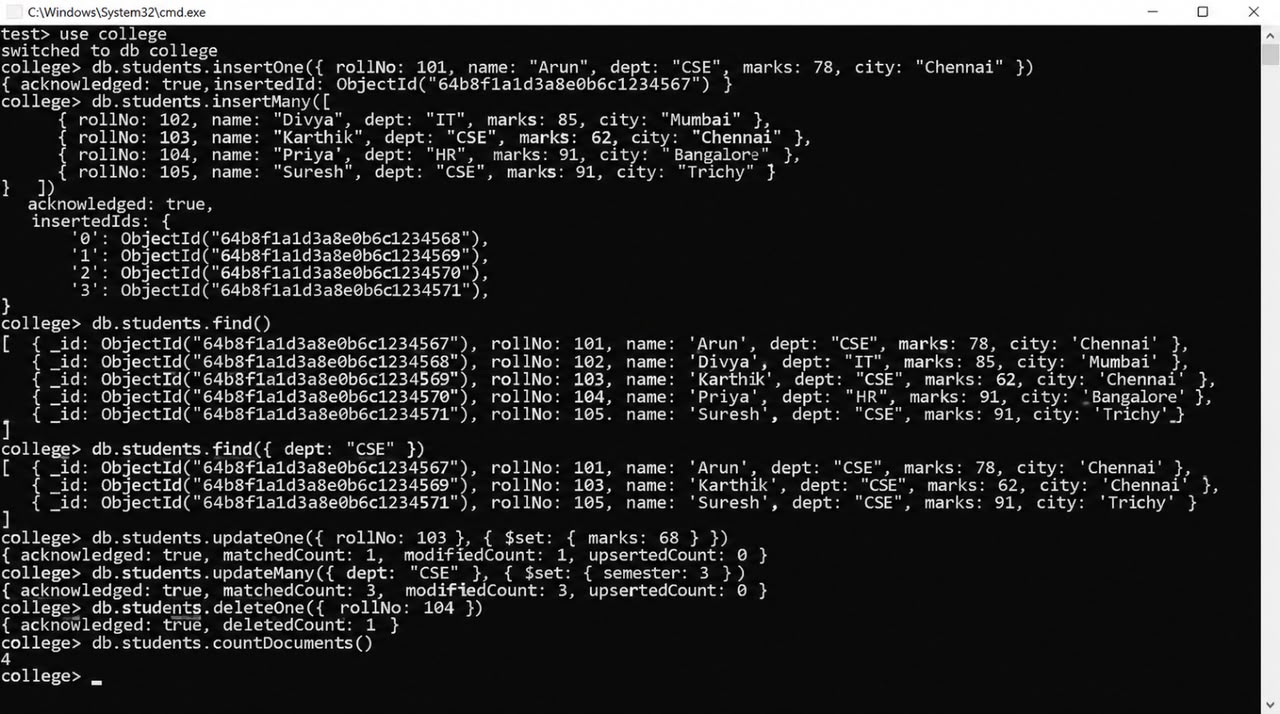 C:\Windows\System32\cmd.exe
test> use college
switched to db college
college> db.students.insertOne({ rollNo: 101, name: "Arun", dept: "CSE", marks: 78, city: "Chennai" })
{ acknowledged: true,insertedId: ObjectId("64b8f1a1d3a8e0b6c1234567") }
college> db.students.insertMany([
{ rollNo: 102, name: "Divya", dept: "IT", marks: 85, city: "Mumbai" },
{ rollNo: 103, name: "Karthik", dept: "CSE", marks: 62, city: "Chennai" },
{ rollNo: 104, name: "Priya', dept: "HR", marks: 91, city: "Bangalore" },
{ rollNo: 105, name: "Suresh", dept: "CSE", marks: 91, city: "Trichy" }
} ])
acknowledged: true,
insertedIds: {
'0': ObjectId("64b8f1a1d3a8e0b6c1234568"),
'1': ObjectId("64b8f1a1d3a8e0b6c1234569"),
'2': ObjectId("64b8f1a1d3a8e0b6c1234570"),
'3': ObjectId("64b8f1a1d3a8e0b6c1234571"),
}
college> db.students.find()
[ { _id: ObjectId("64b8f1a1d3a8e0b6c1234567"), rollNo: 101, name: 'Arun', dept: "CSE", marks: 78, city: 'Chennai' },
{ _id: ObjectId("64b8f1a1d3a8e0b6c1234568"), rollNo: 102, name: 'Divya, dept: "IT", marks: 85, city: 'Mumbai' },
{ _id: ObjectId("64b8f1a1d3a8e0b6c1234569"), rollNo: 103, name: 'Karthik', dept: "CSE", marks: 62, city: 'Chennai' },
{ _id: ObjectId("64b8f1a1d3a8e0b6c1234570"), rollNo: 104, name: 'Priya', dept: "HR", marks: 91, city: 'Bangalore' },
{ _id: ObjectId("64b8f1a1d3a8e0b6c1234571"), rollNo: 105. name: 'Suresh', dept: "CSE", marks: 91, city: 'Trichy' }
]
college> db.students.find({ dept: "CSE" })
[ { _id: ObjectId("64b8f1a1d3a8e0b6c1234567"), rollNo: 101, name: 'Arun', dept: "CSE", marks: 78, city: 'Chennai' },
{ _id: ObjectId("64b8f1a1d3a8e0b6c1234569"), rollNo: 103, name: 'Karthik', dept: "CSE", marks: 62, city: 'Chennai' },
{ _id: ObjectId("64b8f1a1d3a8e0b6c1234571"), rollNo: 105, name: 'Suresh', dept: "CSE", marks: 91, city: 'Trichy' }
]
college> db.students.updateOne({ rollNo: 103 }, { $set: { marks: 68 } })
{ acknowledged: true, matchedCount: 1, modifiedCount: 1, upsertedCount: 0 }
college> db.students.updateMany({ dept: "CSE" }, { $set: { semester: 3 } )
{ acknowledged: true, matchedCount: 3, modifiedCount: 3, upsertedCount: 0 }
college> db.students.deleteOne({ rollNo: 104 })
{ acknowledged: true, deletedCount: 1 }
college> db.students.countDocuments()
4
college> _